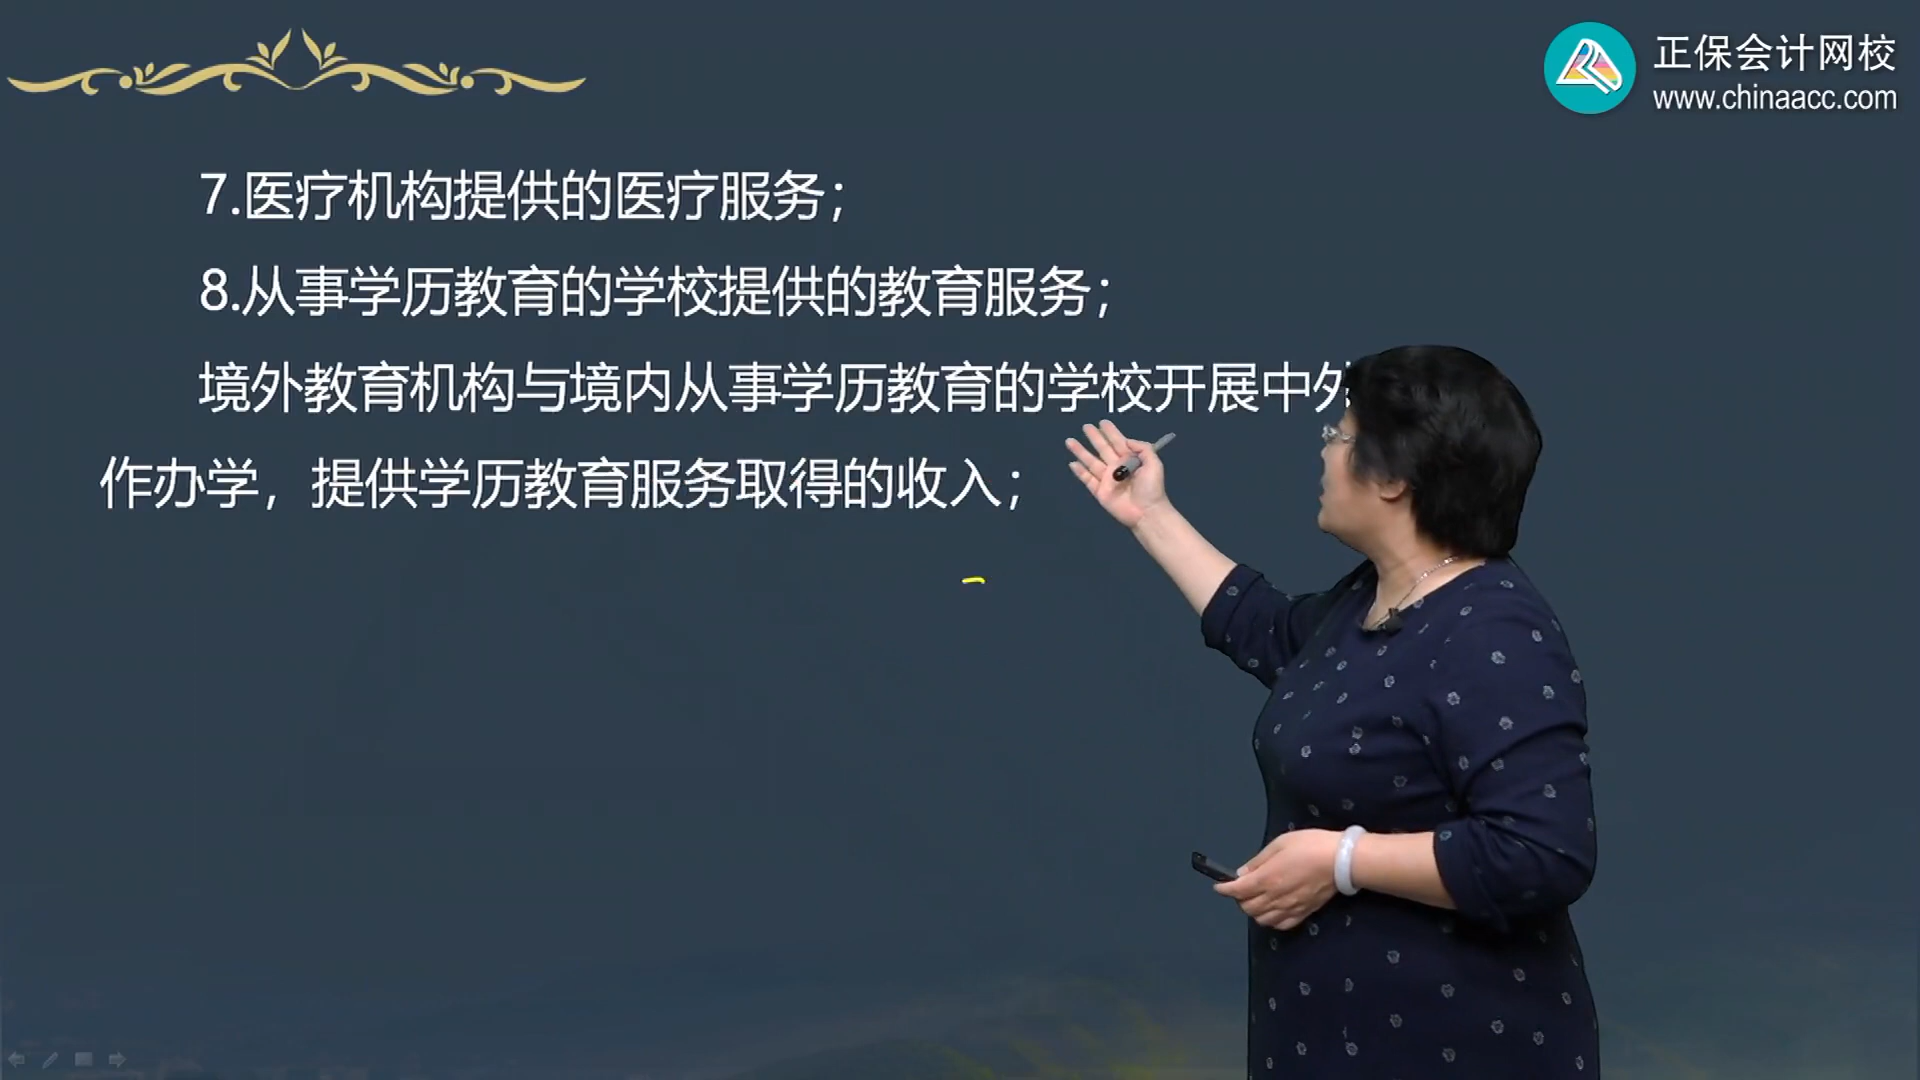 正保会计网校
www.chinaacc.com
7.医疗机构提供的医疗服务；
8.从事学历教育的学校提供的教育服务；
境外教育机构与境内从事学历教育的学校开展中外
作办学，提供学历教育服务取得的收入；